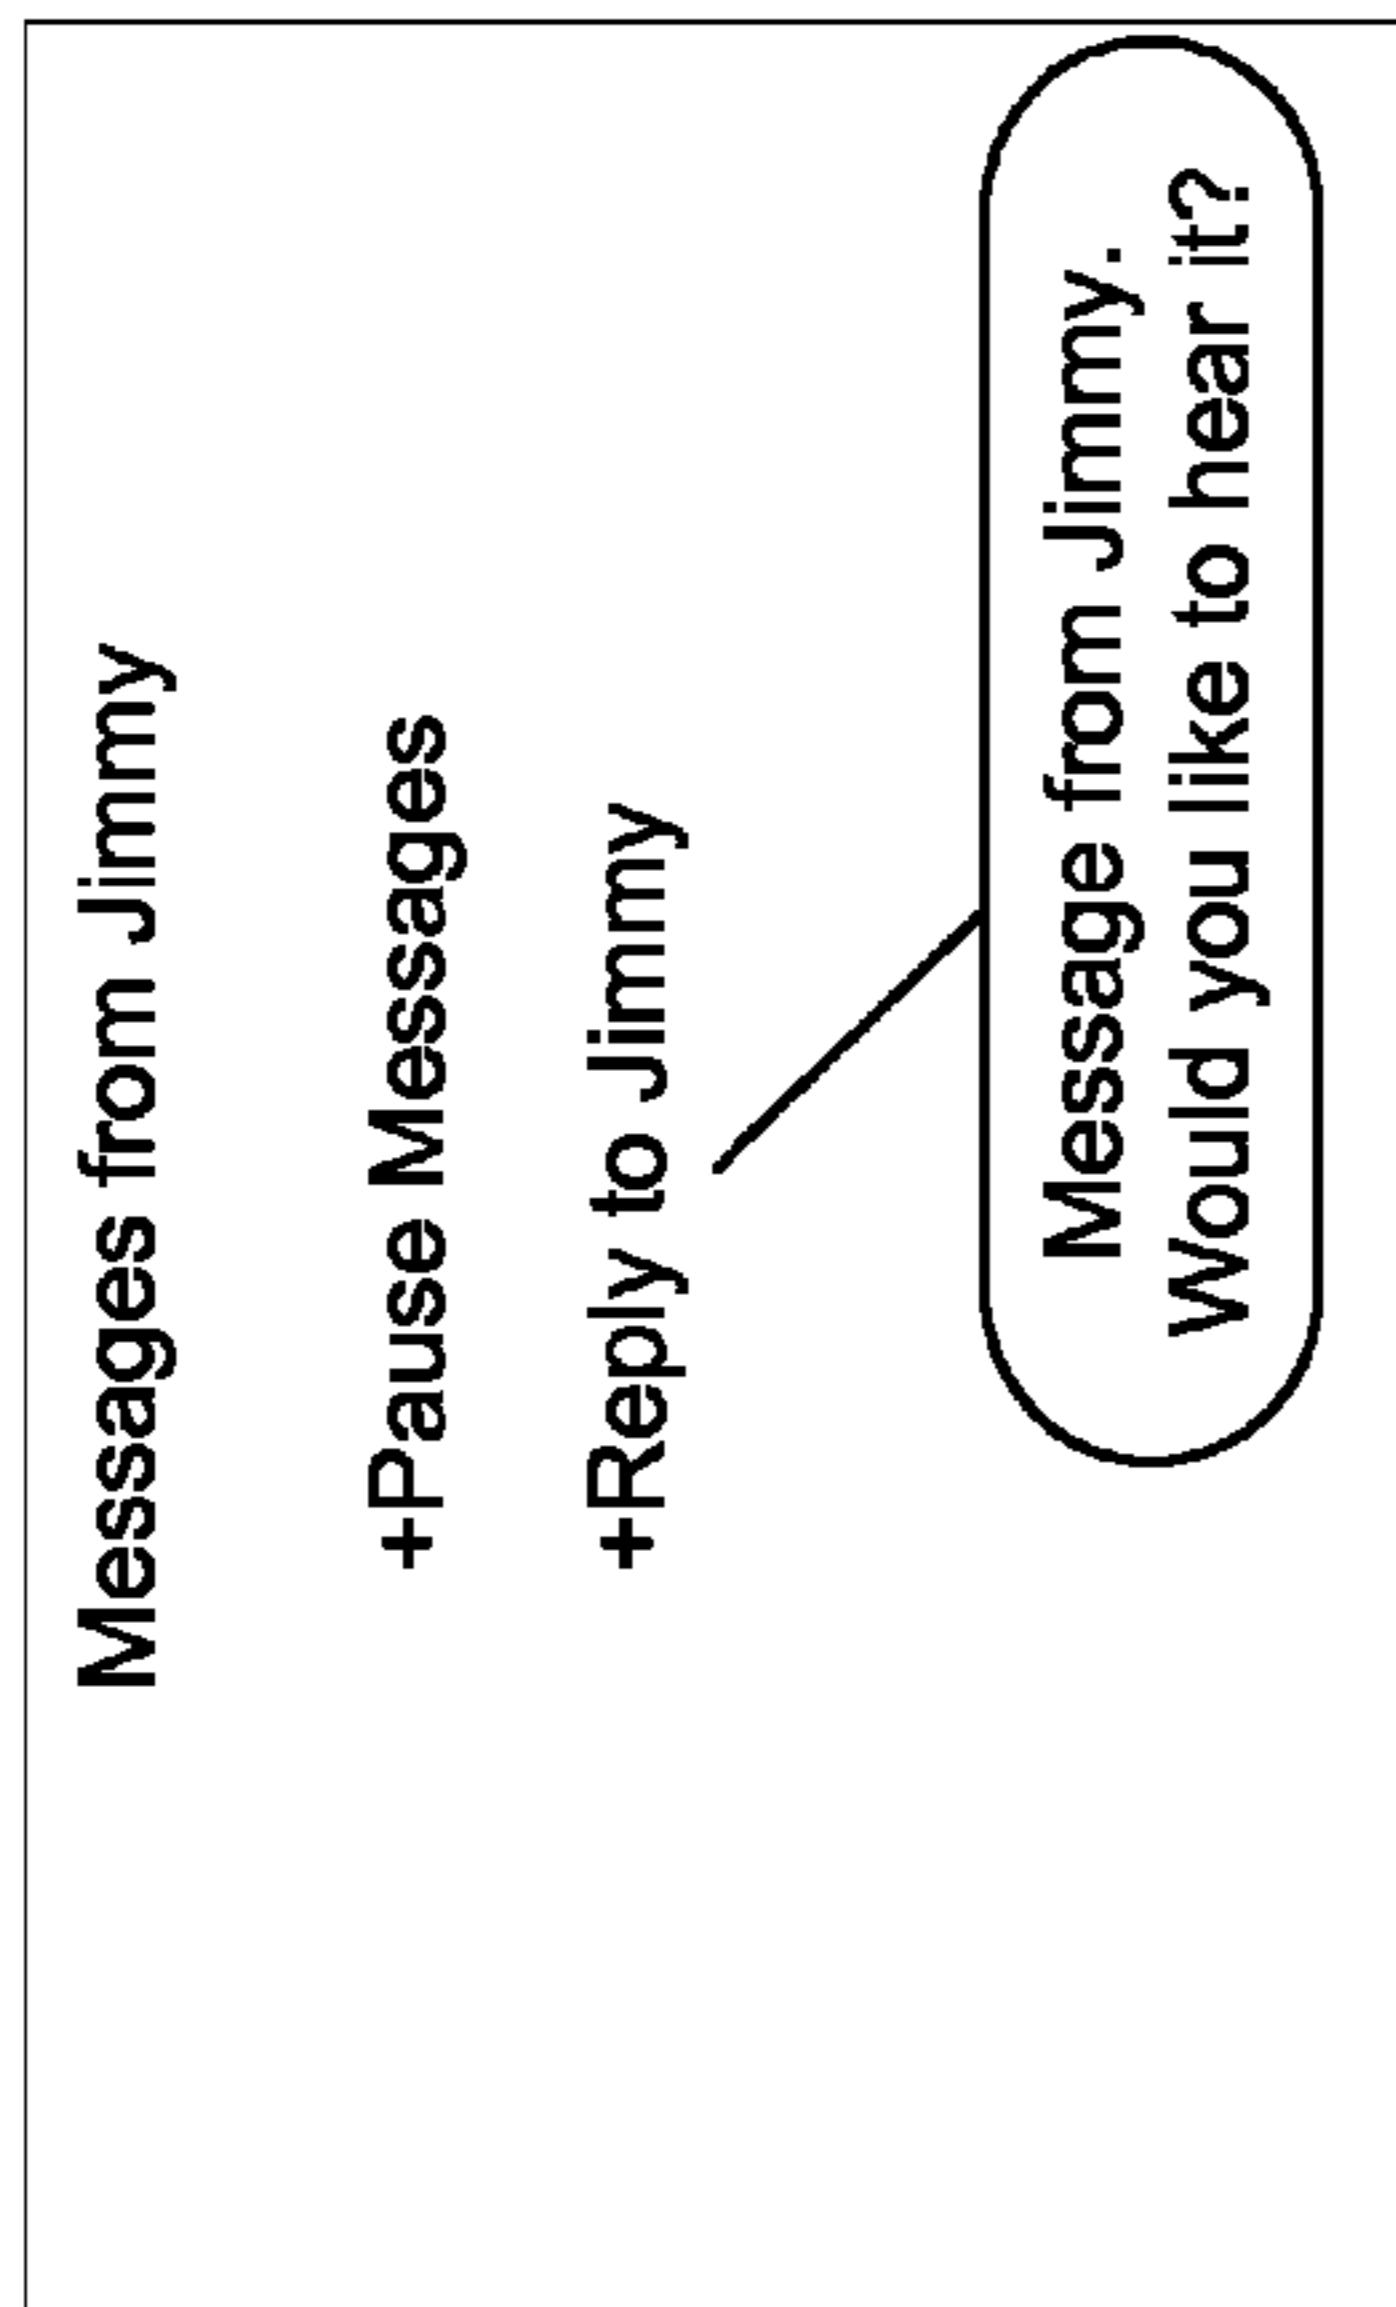 Messages from Jimmy
+Pause Messages
+Reply to Jimmy
Message from Jimmy.
Would you like to hear it?